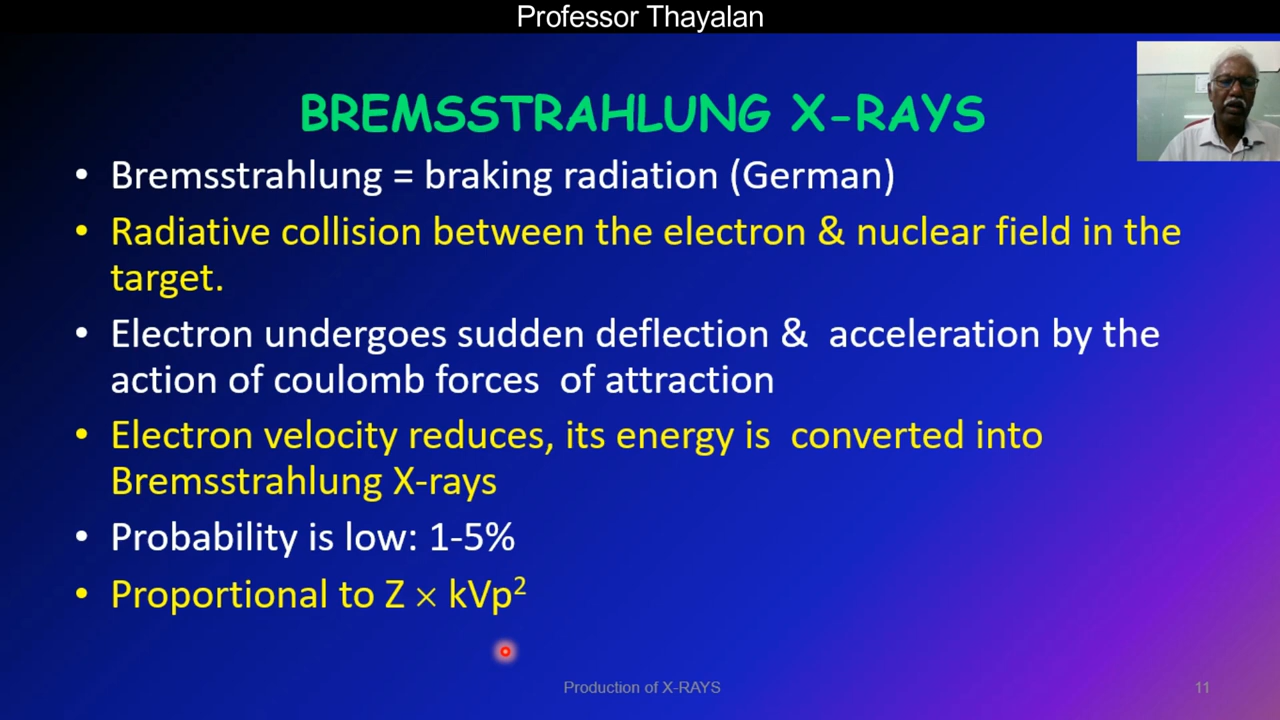 Professor Thayalan
BREMSSTRAHLUNG X-RAYS
• Bremsstrahlung = braking radiation (German)
• Radiative collision between the electron & nuclear field in the
target.
• Electron undergoes sudden deflection & acceleration by the
action of coulomb forces of attraction
• Electron velocity reduces, its energy is converted into
Bremsstrahlung X-rays
• Probability is low: 1-5%
• Proportional to Z × kVp²
Production of X-RAYS
11